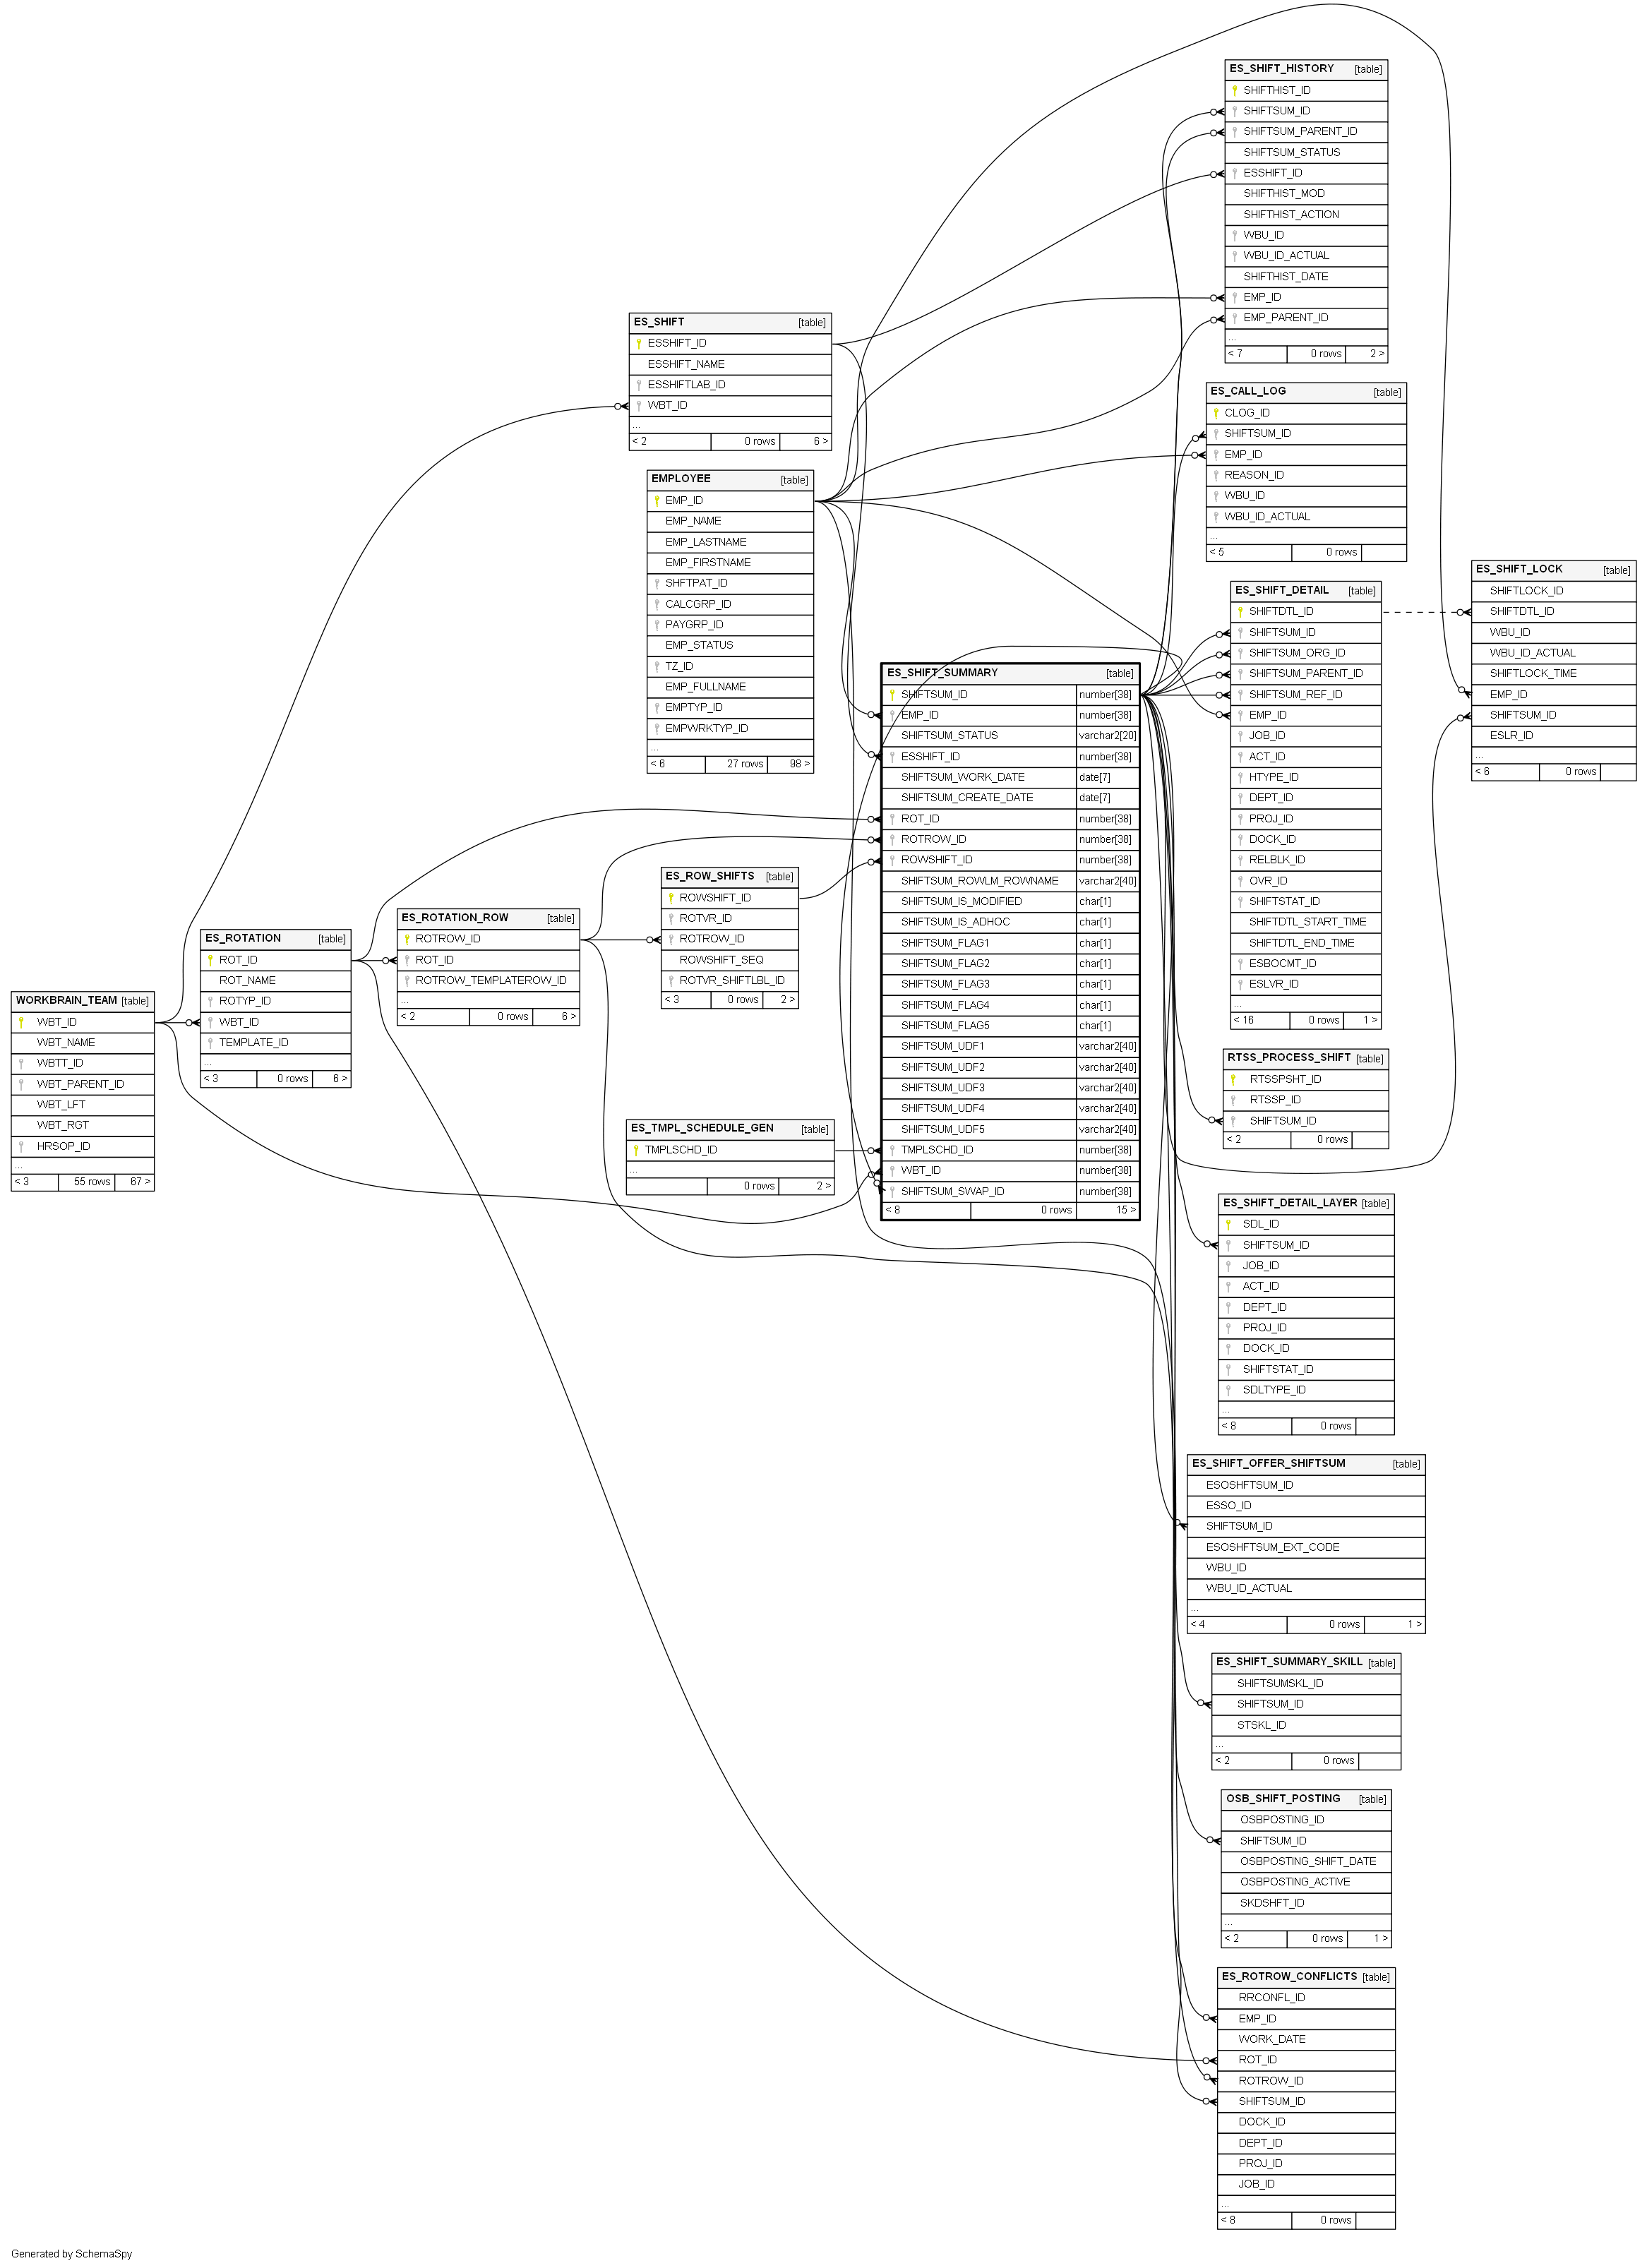 ES_SHIFT_HISTORY [table]
SHIFTHIST_ID
SHIFTSUM_ID
SHIFTSUM_PARENT_ID
SHIFTSUM_STATUS
ESSHIFT_ID
SHIFTHIST_MOD
SHIFTHIST_ACTION
WBU_ID
WBU_ID_ACTUAL
SHIFTHIST_DATE
EMP_ID
EMP_PARENT_ID
...
< 7 0 rows 2 >
ES_SHIFT [table]
ESSHIFT_ID
ESSHIFT_NAME
ESSHIFTLAB_ID
WBT_ID
...
< 2 0 rows 6 >
ES_CALL_LOG [table]
CLOG_ID
SHIFTSUM_ID
EMP_ID
REASON_ID
WBU_ID
WBU_ID_ACTUAL
...
< 5 0 rows
EMPLOYEE [table]
EMP_ID
EMP_NAME
EMP_LASTNAME
EMP_FIRSTNAME
SHFTPAT_ID
CALCGRP_ID
PAYGRP_ID
EMP_STATUS
TZ_ID
EMP_FULLNAME
EMPTYP_ID
EMPWRKTYP_ID
...
< 6 27 rows 98 >
ES_SHIFT_LOCK [table]
SHIFTLOCK_ID
SHIFTDTL_ID
WBU_ID
WBU_ID_ACTUAL
SHIFTLOCK_TIME
EMP_ID
SHIFTSUM_ID
ESLR_ID
...
< 6 0 rows
ES_SHIFT_DETAIL [table]
SHIFTDTL_ID
SHIFTSUM_ID
SHIFTSUM_ORG_ID
SHIFTSUM_PARENT_ID
SHIFTSUM_REF_ID
EMP_ID
JOB_ID
ACT_ID
HTYPE_ID
DEPT_ID
PROJ_ID
DOCK_ID
RELBLK_ID
OVR_ID
SHIFTSTAT_ID
SHIFTDTL_START_TIME
SHIFTDTL_END_TIME
ESBOCMT_ID
ESLVR_ID
...
< 16 0 rows 1 >
ES_SHIFT_SUMMARY [table]
SHIFTSUM_ID number[38]
EMP_ID number[38]
SHIFTSUM_STATUS varchar2[20]
ESSHIFT_ID number[38]
SHIFTSUM_WORK_DATE date[7]
SHIFTSUM_CREATE_DATE date[7]
ROT_ID number[38]
ROTROW_ID number[38]
ROWSHIFT_ID number[38]
SHIFTSUM_ROWLM_ROWNAME varchar2[40]
SHIFTSUM_IS_MODIFIED char[1]
SHIFTSUM_IS_ADHOC char[1]
SHIFTSUM_FLAG1 char[1]
SHIFTSUM_FLAG2 char[1]
SHIFTSUM_FLAG3 char[1]
SHIFTSUM_FLAG4 char[1]
SHIFTSUM_FLAG5 char[1]
SHIFTSUM_UDF1 varchar2[40]
SHIFTSUM_UDF2 varchar2[40]
SHIFTSUM_UDF3 varchar2[40]
SHIFTSUM_UDF4 varchar2[40]
SHIFTSUM_UDF5 varchar2[40]
TMPLSCHD_ID number[38]
WBT_ID number[38]
SHIFTSUM_SWAP_ID number[38]
< 8 0 rows 15 >
ES_ROW_SHIFTS [table]
ROWSHIFT_ID
ROTVR_ID
ROTROW_ID
ROWSHIFT_SEQ
ROTVR_SHIFTLBL_ID
< 3 0 rows 2 >
ES_ROTATION_ROW [table]
ROTROW_ID
ROT_ID
ROTROW_TEMPLATEROW_ID
...
< 2 0 rows 6 >
ES_ROTATION [table]
ROT_ID
ROT_NAME
ROTYP_ID
WBT_ID
TEMPLATE_ID
...
< 3 0 rows 6 >
WORKBRAIN_TEAM [table]
WBT_ID
WBT_NAME
WBTT_ID
WBT_PARENT_ID
WBT_LFT
WBT_RGT
HRSOP_ID
...
< 3 55 rows 67 >
ES_TMPL_SCHEDULE_GEN [table]
TMPLSCHD_ID
...
0 rows 2 >
RTSS_PROCESS_SHIFT [table]
RTSSPSHT_ID
RTSSP_ID
SHIFTSUM_ID
< 2 0 rows
ES_SHIFT_DETAIL_LAYER [table]
SDL_ID
SHIFTSUM_ID
JOB_ID
ACT_ID
DEPT_ID
PROJ_ID
DOCK_ID
SHIFTSTAT_ID
SDLTYPE_ID
...
< 8 0 rows
ES_SHIFT_OFFER_SHIFTSUM [table]
ESOSHFTSUM_ID
ESSO_ID
SHIFTSUM_ID
ESOSHFTSUM_EXT_CODE
WBU_ID
WBU_ID_ACTUAL
...
< 4 0 rows 1 >
ES_SHIFT_SUMMARY_SKILL [table]
SHIFTSUMSKL_ID
SHIFTSUM_ID
STSKL_ID
...
< 2 0 rows
OSB_SHIFT_POSTING [table]
OSBPOSTING_ID
SHIFTSUM_ID
OSBPOSTING_SHIFT_DATE
OSBPOSTING_ACTIVE
SKDSHFT_ID
...
< 2 0 rows 1 >
ES_ROTROW_CONFLICTS [table]
RRCONFL_ID
EMP_ID
WORK_DATE
ROT_ID
ROTROW_ID
SHIFTSUM_ID
DOCK_ID
DEPT_ID
PROJ_ID
JOB_ID
...
< 8 0 rows
Generated by SchemaSpy